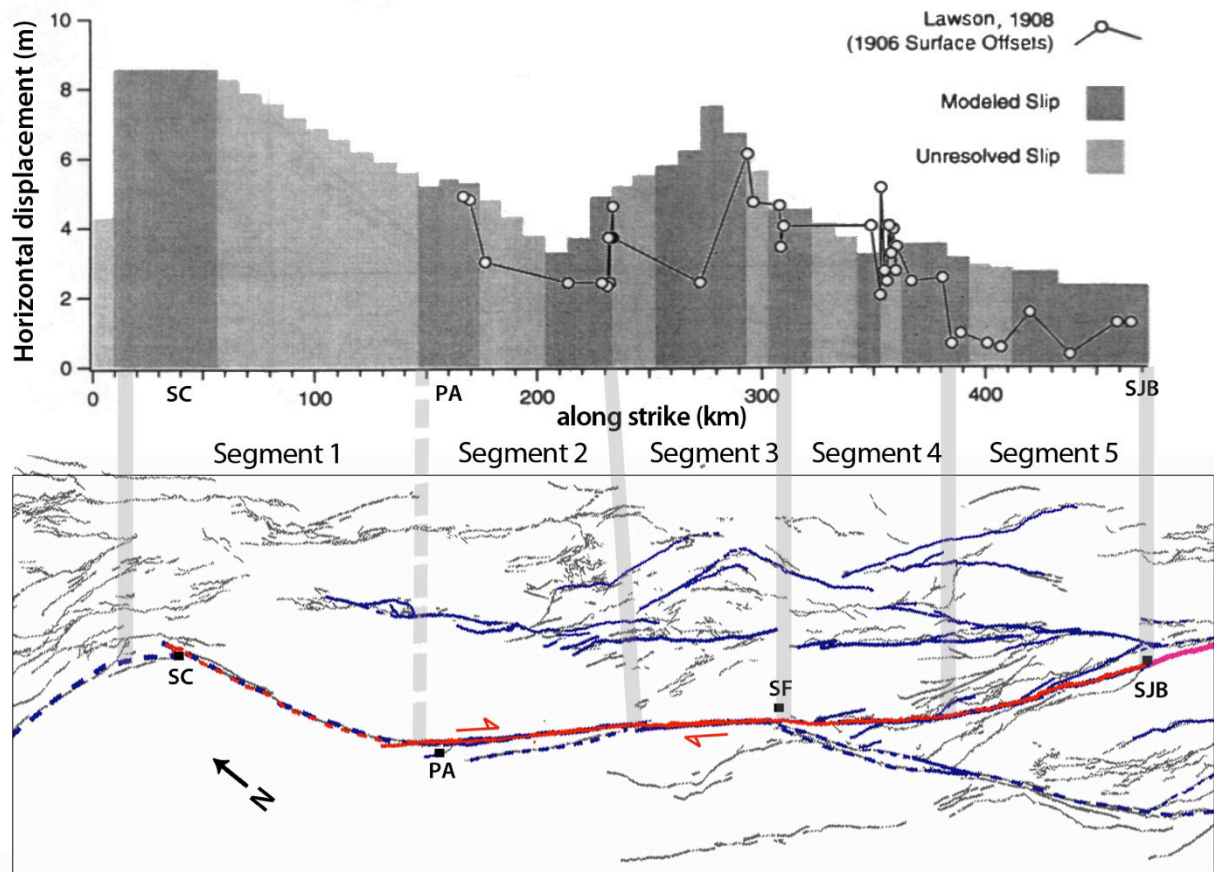 10
8
6
4
2
0
Horizontal displacement (m)
Lawson, 1908
(1906 Surface Offsets)
Modeled Slip
Unresolved Slip
0
SC
100
PA
200
300
400
SJB
along strike (km)
Segment 1
Segment 2
Segment 3
Segment 4
Segment 5
SC
SF
SJB
PA
N